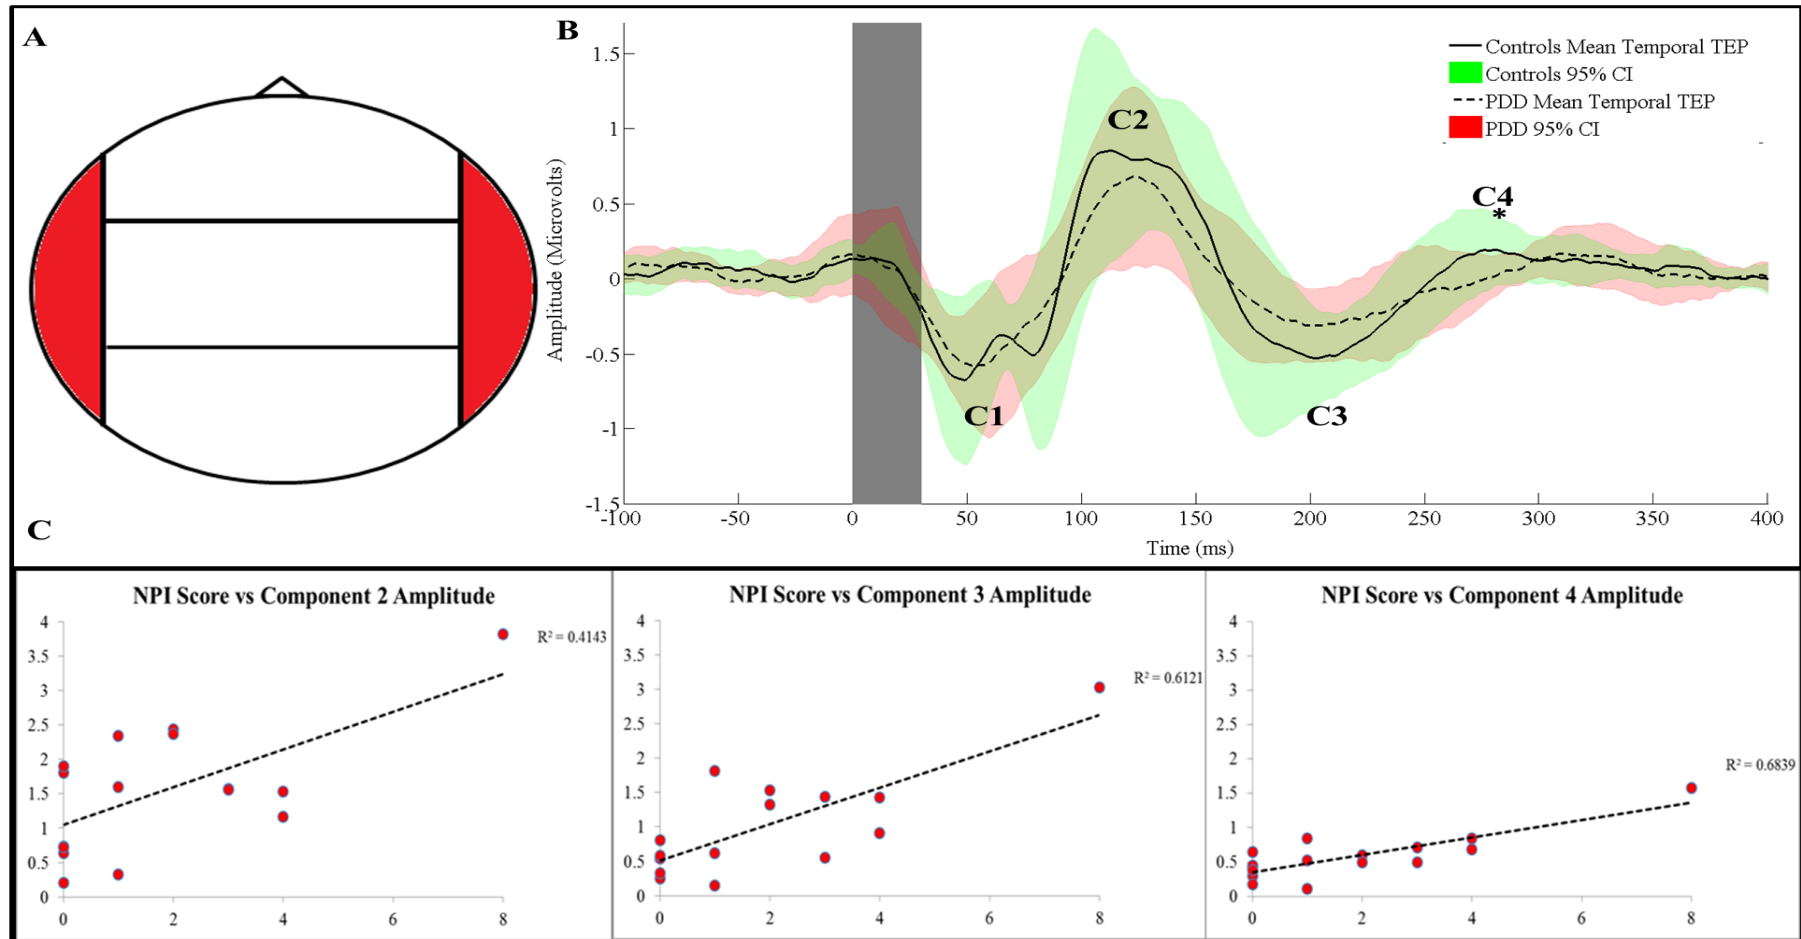 A
B
Controls Mean Temporal TEP
Controls 95% CI
PDD Mean Temporal TEP
PDD 95% CI
1.5
1
0.5
0
-0.5
-1
-1.5
Amplitude (Microvolts)
C1
C2
C3
C4
*
-100 -50 0 50 100 150 200 250 300 350 400
Time (ms)
C
NPI Score vs Component 2 Amplitude
R² = 0.4143
4
3.5
3
2.5
2
1.5
1
0.5
0
0 2 4 6 8
NPI Score vs Component 3 Amplitude
R² = 0.6121
4
3.5
3
2.5
2
1.5
1
0.5
0
0 2 4 6 8
NPI Score vs Component 4 Amplitude
R² = 0.6839
4
3.5
3
2.5
2
1.5
1
0.5
0
0 2 4 6 8